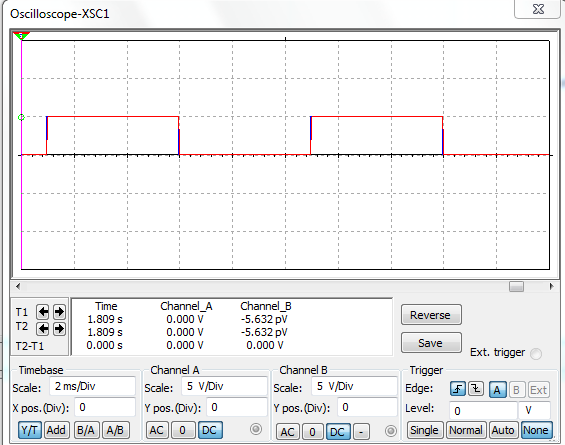 Oscilloscope-XSC1
T1
T2
T2-T1
Time Channel_A Channel_B
1.809 s 0.000 V -5.632 pV
1.809 s 0.000 V -5.632 pV
0.000 s 0.000 V 0.000 V
Reverse
Save
Ext. trigger
Timebase
Scale: 2 ms/Div
X pos.(Div): 0
Y/T Add B/A A/B
Channel A
Scale: 5 V/Div
Y pos.(Div): 0
AC 0 DC
Channel B
Scale: 5 V/Div
Y pos.(Div): 0
AC 0 DC -
Trigger
Edge: A B Ext
Level: 0 V
Single Normal Auto None